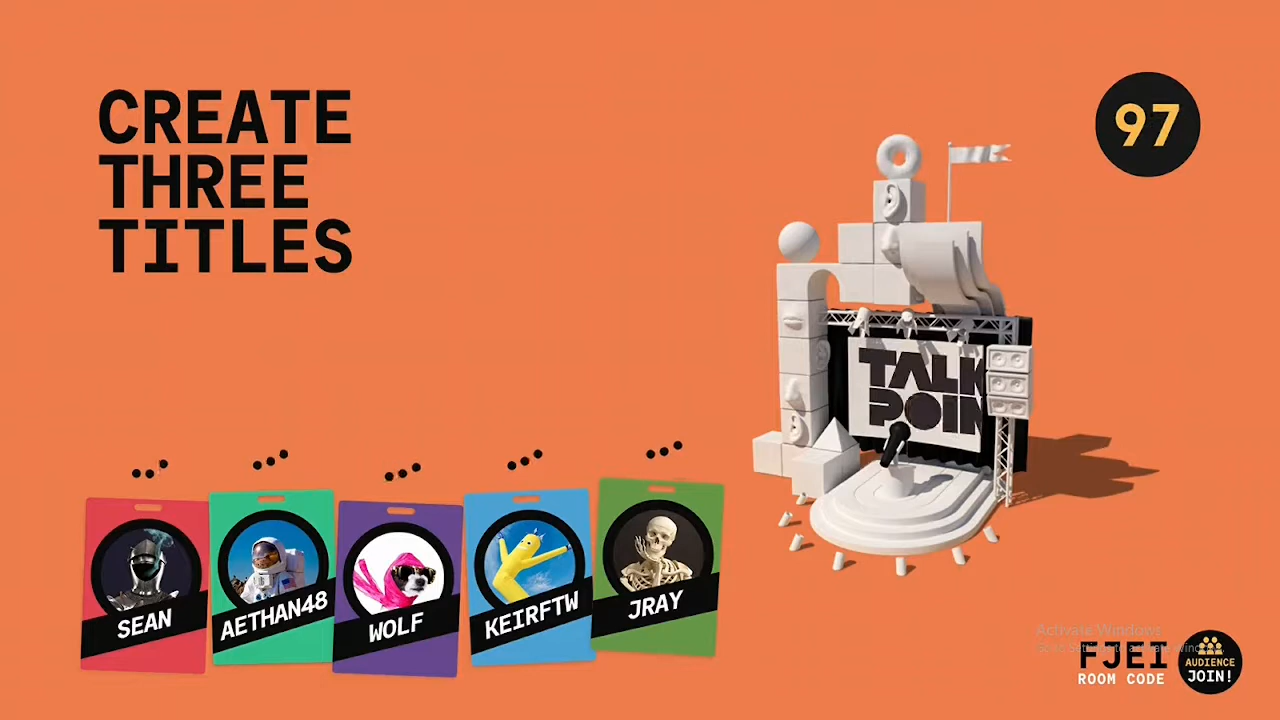 CREATE
THREE
TITLES
97
TALK
POIN
SEAN
AETHAN48
WOLF
KEIRFTW
JRAY
Activate Windows
FJEI
ROOM CODE
AUDIENCE
JOIN!